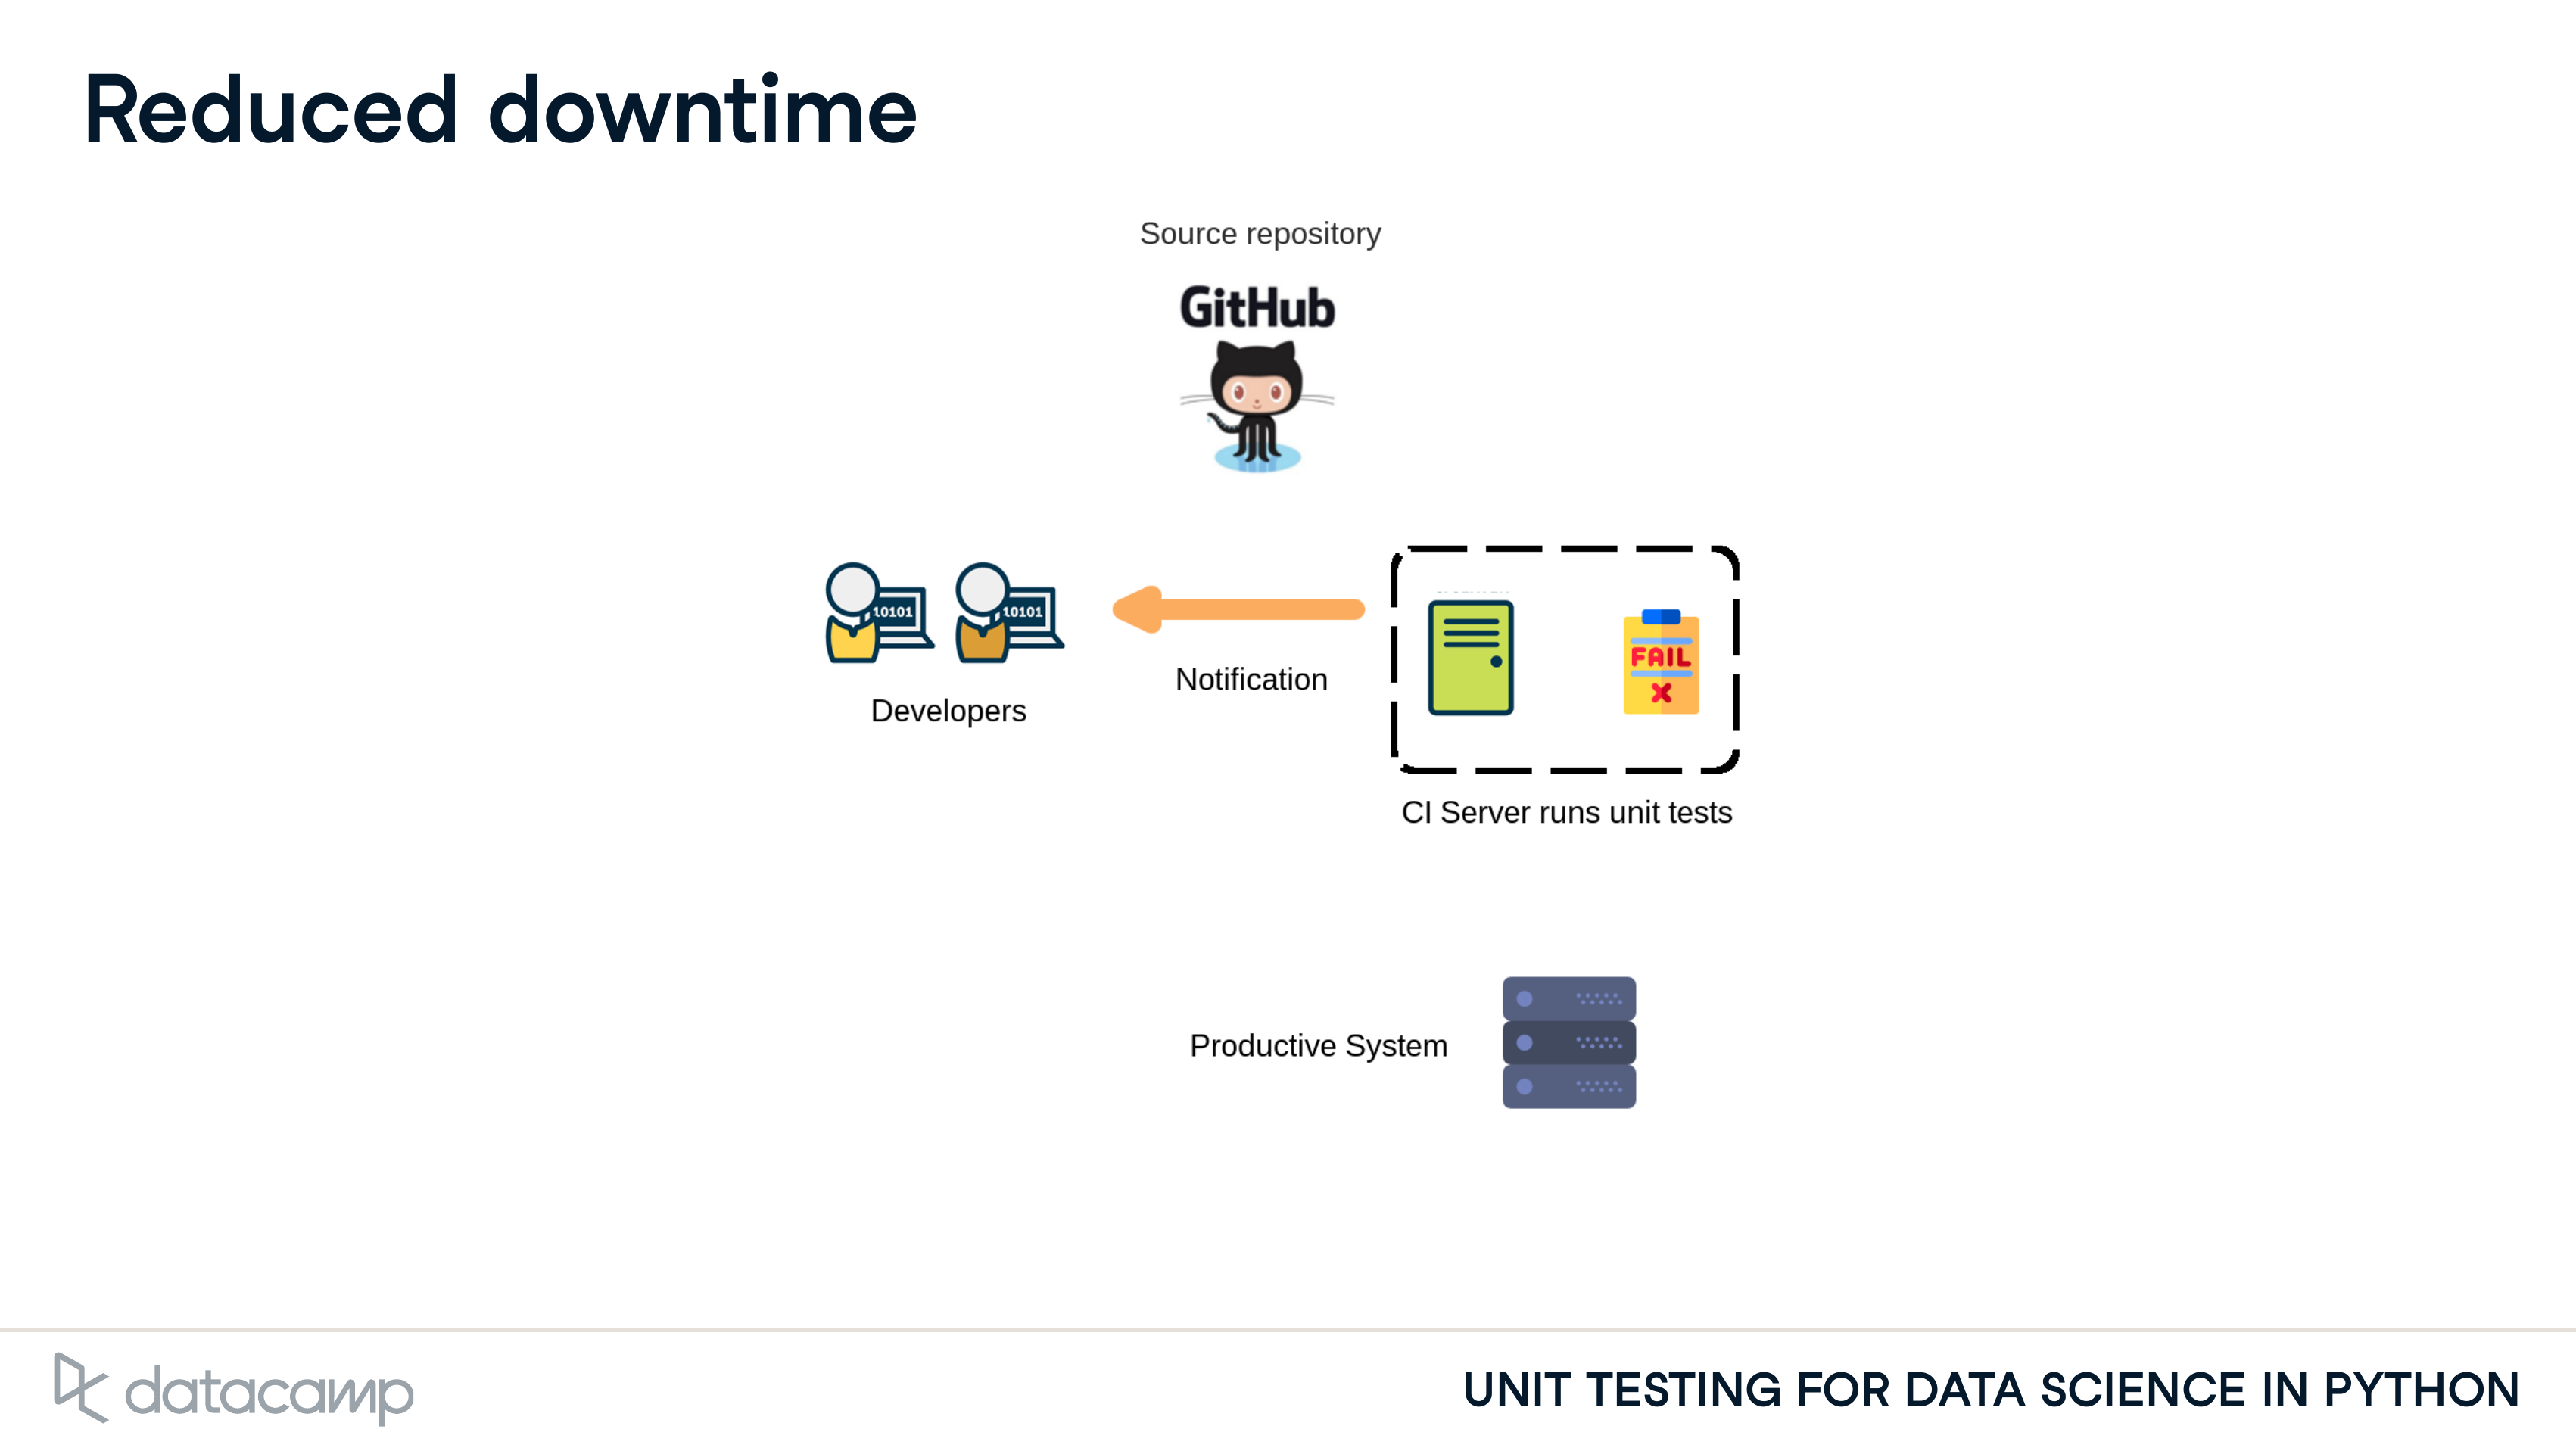 Reduced downtime
Source repository
GitHub
10101
10101
Developers
Notification
FAIL
CI Server runs unit tests
Productive System
datacamp
UNIT TESTING FOR DATA SCIENCE IN PYTHON